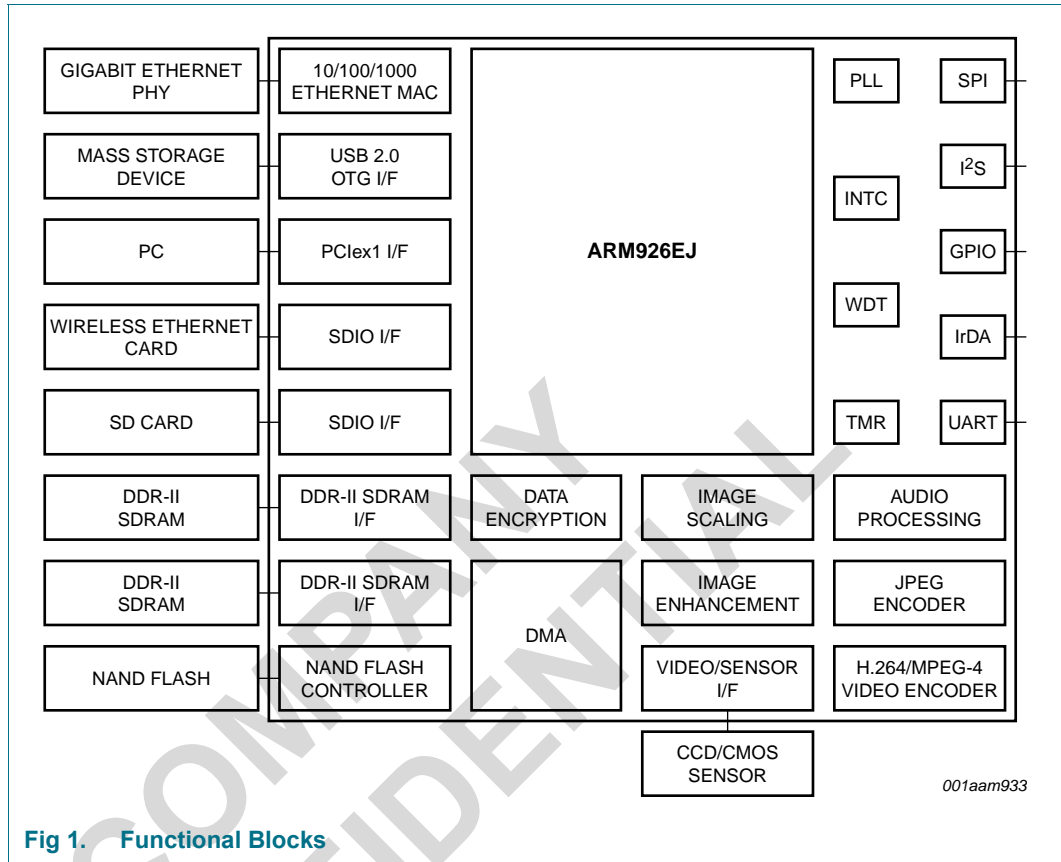 GIGABIT ETHERNET
PHY
10/100/1000
ETHERNET MAC
PLL
SPI
MASS STORAGE
DEVICE
USB 2.0
OTG I/F
I²S
INTC
PC
PCIex1 I/F
ARM926EJ
GPIO
WDT
WIRELESS ETHERNET
CARD
SDIO I/F
IrDA
SD CARD
SDIO I/F
TMR
UART
DDR-II
SDRAM
DDR-II SDRAM
I/F
DATA
ENCRYPTION
IMAGE
SCALING
AUDIO
PROCESSING
DDR-II
SDRAM
DDR-II SDRAM
I/F
DMA
IMAGE
ENHANCEMENT
JPEG
ENCODER
NAND FLASH
NAND FLASH
CONTROLLER
VIDEO/SENSOR
I/F
H.264/MPEG-4
VIDEO ENCODER
CCD/CMOS
SENSOR
001aam933
Fig 1. Functional Blocks
COMPANY
CONFIDENTIAL